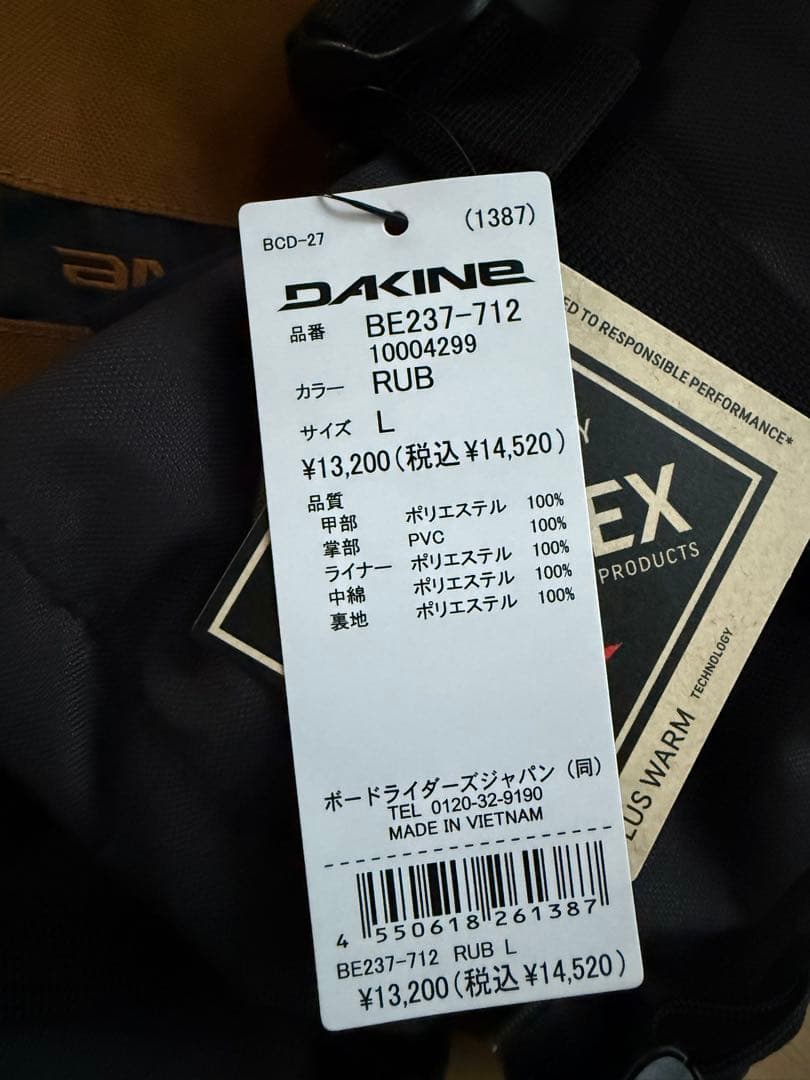 BCD-27
(1387)
DAKINE
品番 BE237-712
10004299
カラー RUB
サイズ L
¥13,200(税込¥14,520)
品質
甲部 ポリエステル 100%
掌部 PVC 100%
ライナー ポリエステル 100%
中綿 ポリエステル 100%
裏地 ポリエステル 100%
ボードライダーズジャパン(同)
TEL 0120-32-9190
MADE IN VIETNAM
4 550618 261387
BE237-712 RUB L
¥13,200(税込¥14,520)
TO RESPONSIBLE PERFORMANCE*
EX
PRODUCTS
WARM
TECHNOLOGY